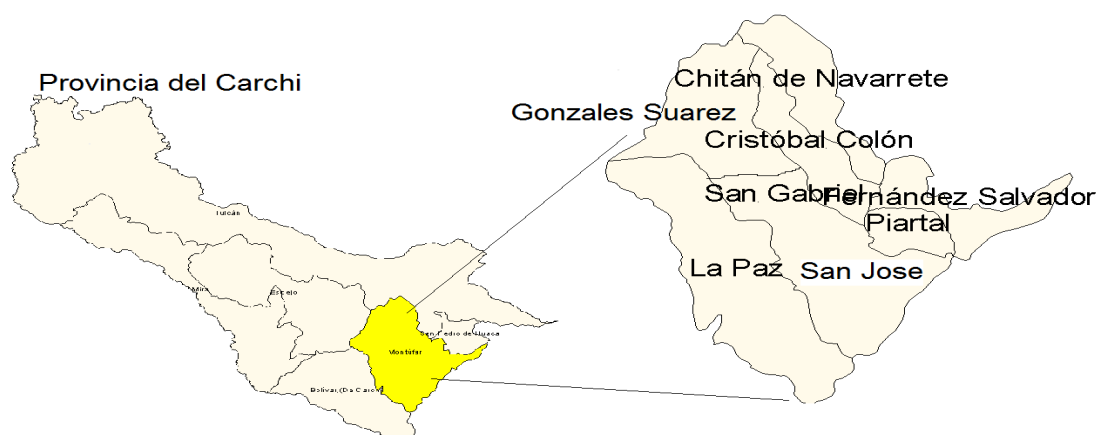 Provincia del Carchi
Tulcán
Mira
Espejo
San Pedro de Huaca
Montúfar
Chitán de Navarrete
Gonzales Suarez
Cristóbal Colón
San Gabriel
Fernández Salvador
Piartal
La Paz
San Jose